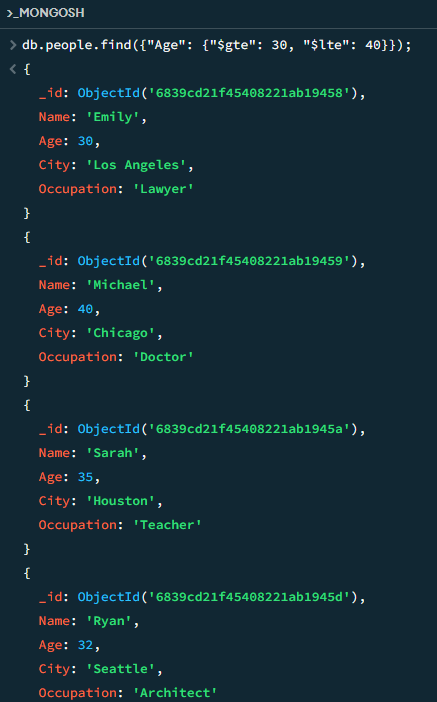 >_MONGOSH
> db.people.find({"Age": {"$gte": 30, "$lte": 40}});
< {
_id: ObjectId('6839cd21f45408221ab19458'),
Name: 'Emily',
Age: 30,
City: 'Los Angeles',
Occupation: 'Lawyer'
}
{
_id: ObjectId('6839cd21f45408221ab19459'),
Name: 'Michael',
Age: 40,
City: 'Chicago',
Occupation: 'Doctor'
}
{
_id: ObjectId('6839cd21f45408221ab1945a'),
Name: 'Sarah',
Age: 35,
City: 'Houston',
Occupation: 'Teacher'
}
{
_id: ObjectId('6839cd21f45408221ab1945d'),
Name: 'Ryan',
Age: 32,
City: 'Seattle',
Occupation: 'Architect'